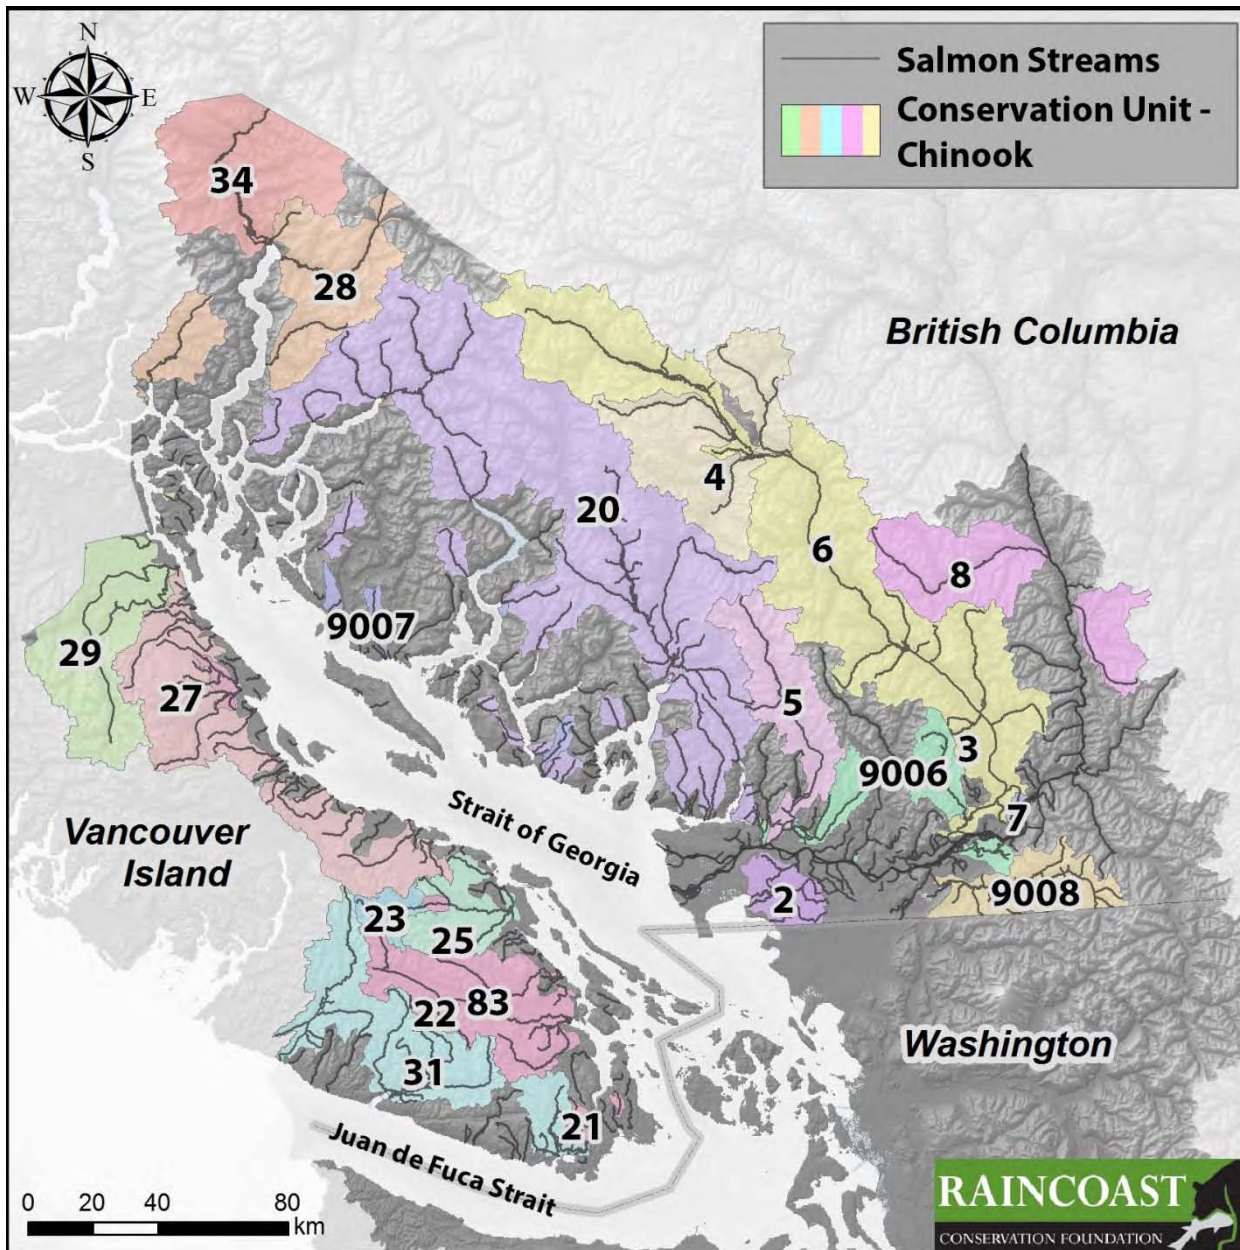 N
W E
S
Salmon Streams
Conservation Unit -
Chinook
34
28
British Columbia
4
20
6
8
9007
29
27
5
3
9006
7
Strait of Georgia
Vancouver
Island
9008
2
23
25
83
22
31
Washington
21
Juan de Fuca Strait
0 20 40 80
km
RAINCOAST
CONSERVATION FOUNDATION